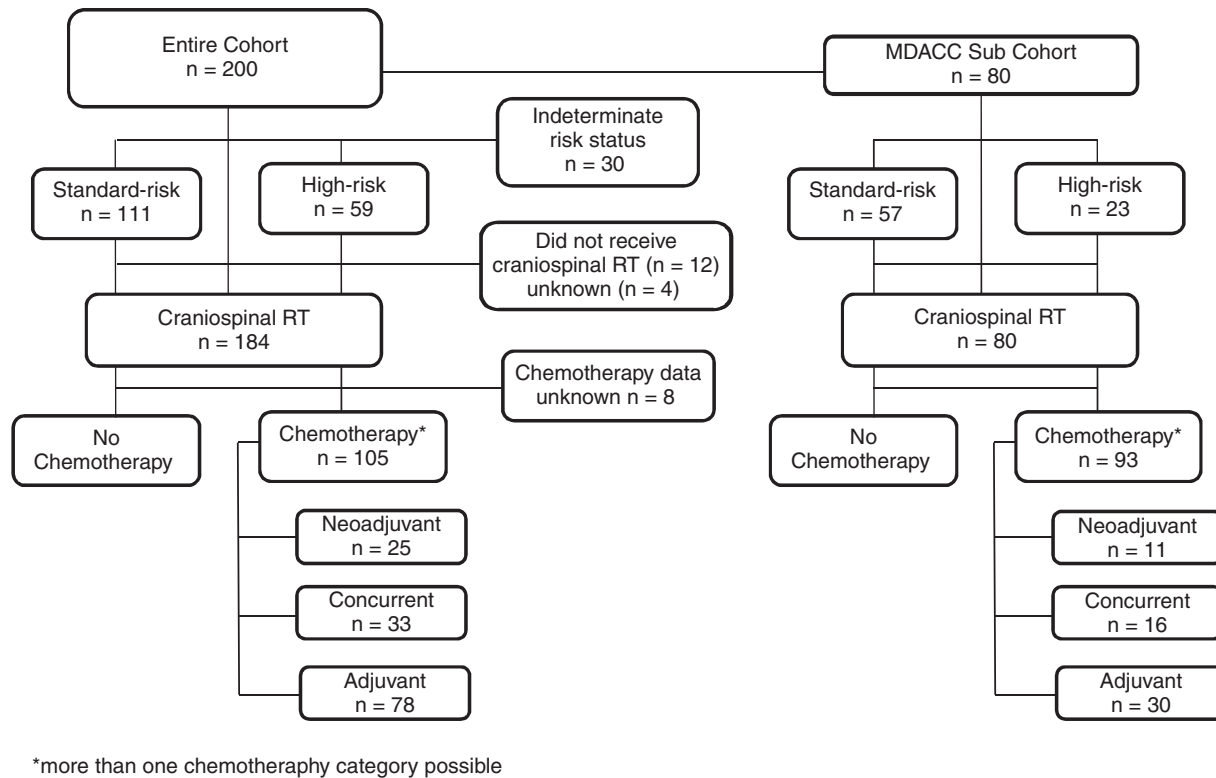 Entire Cohort
n = 200
MDACC Sub Cohort
n = 80
Indeterminate
risk status
n = 30
Standard-risk
n = 111
High-risk
n = 59
Standard-risk
n = 57
High-risk
n = 23
Did not receive
craniospinal RT (n = 12)
unknown (n = 4)
Craniospinal RT
n = 184
Craniospinal RT
n = 80
Chemotherapy data
unknown n = 8
No
Chemotherapy
Chemotherapy*
n = 105
No
Chemotherapy
Chemotherapy*
n = 93
Neoadjuvant
n = 25
Neoadjuvant
n = 11
Concurrent
n = 33
Concurrent
n = 16
Adjuvant
n = 78
Adjuvant
n = 30
*more than one chemotheraphy category possible